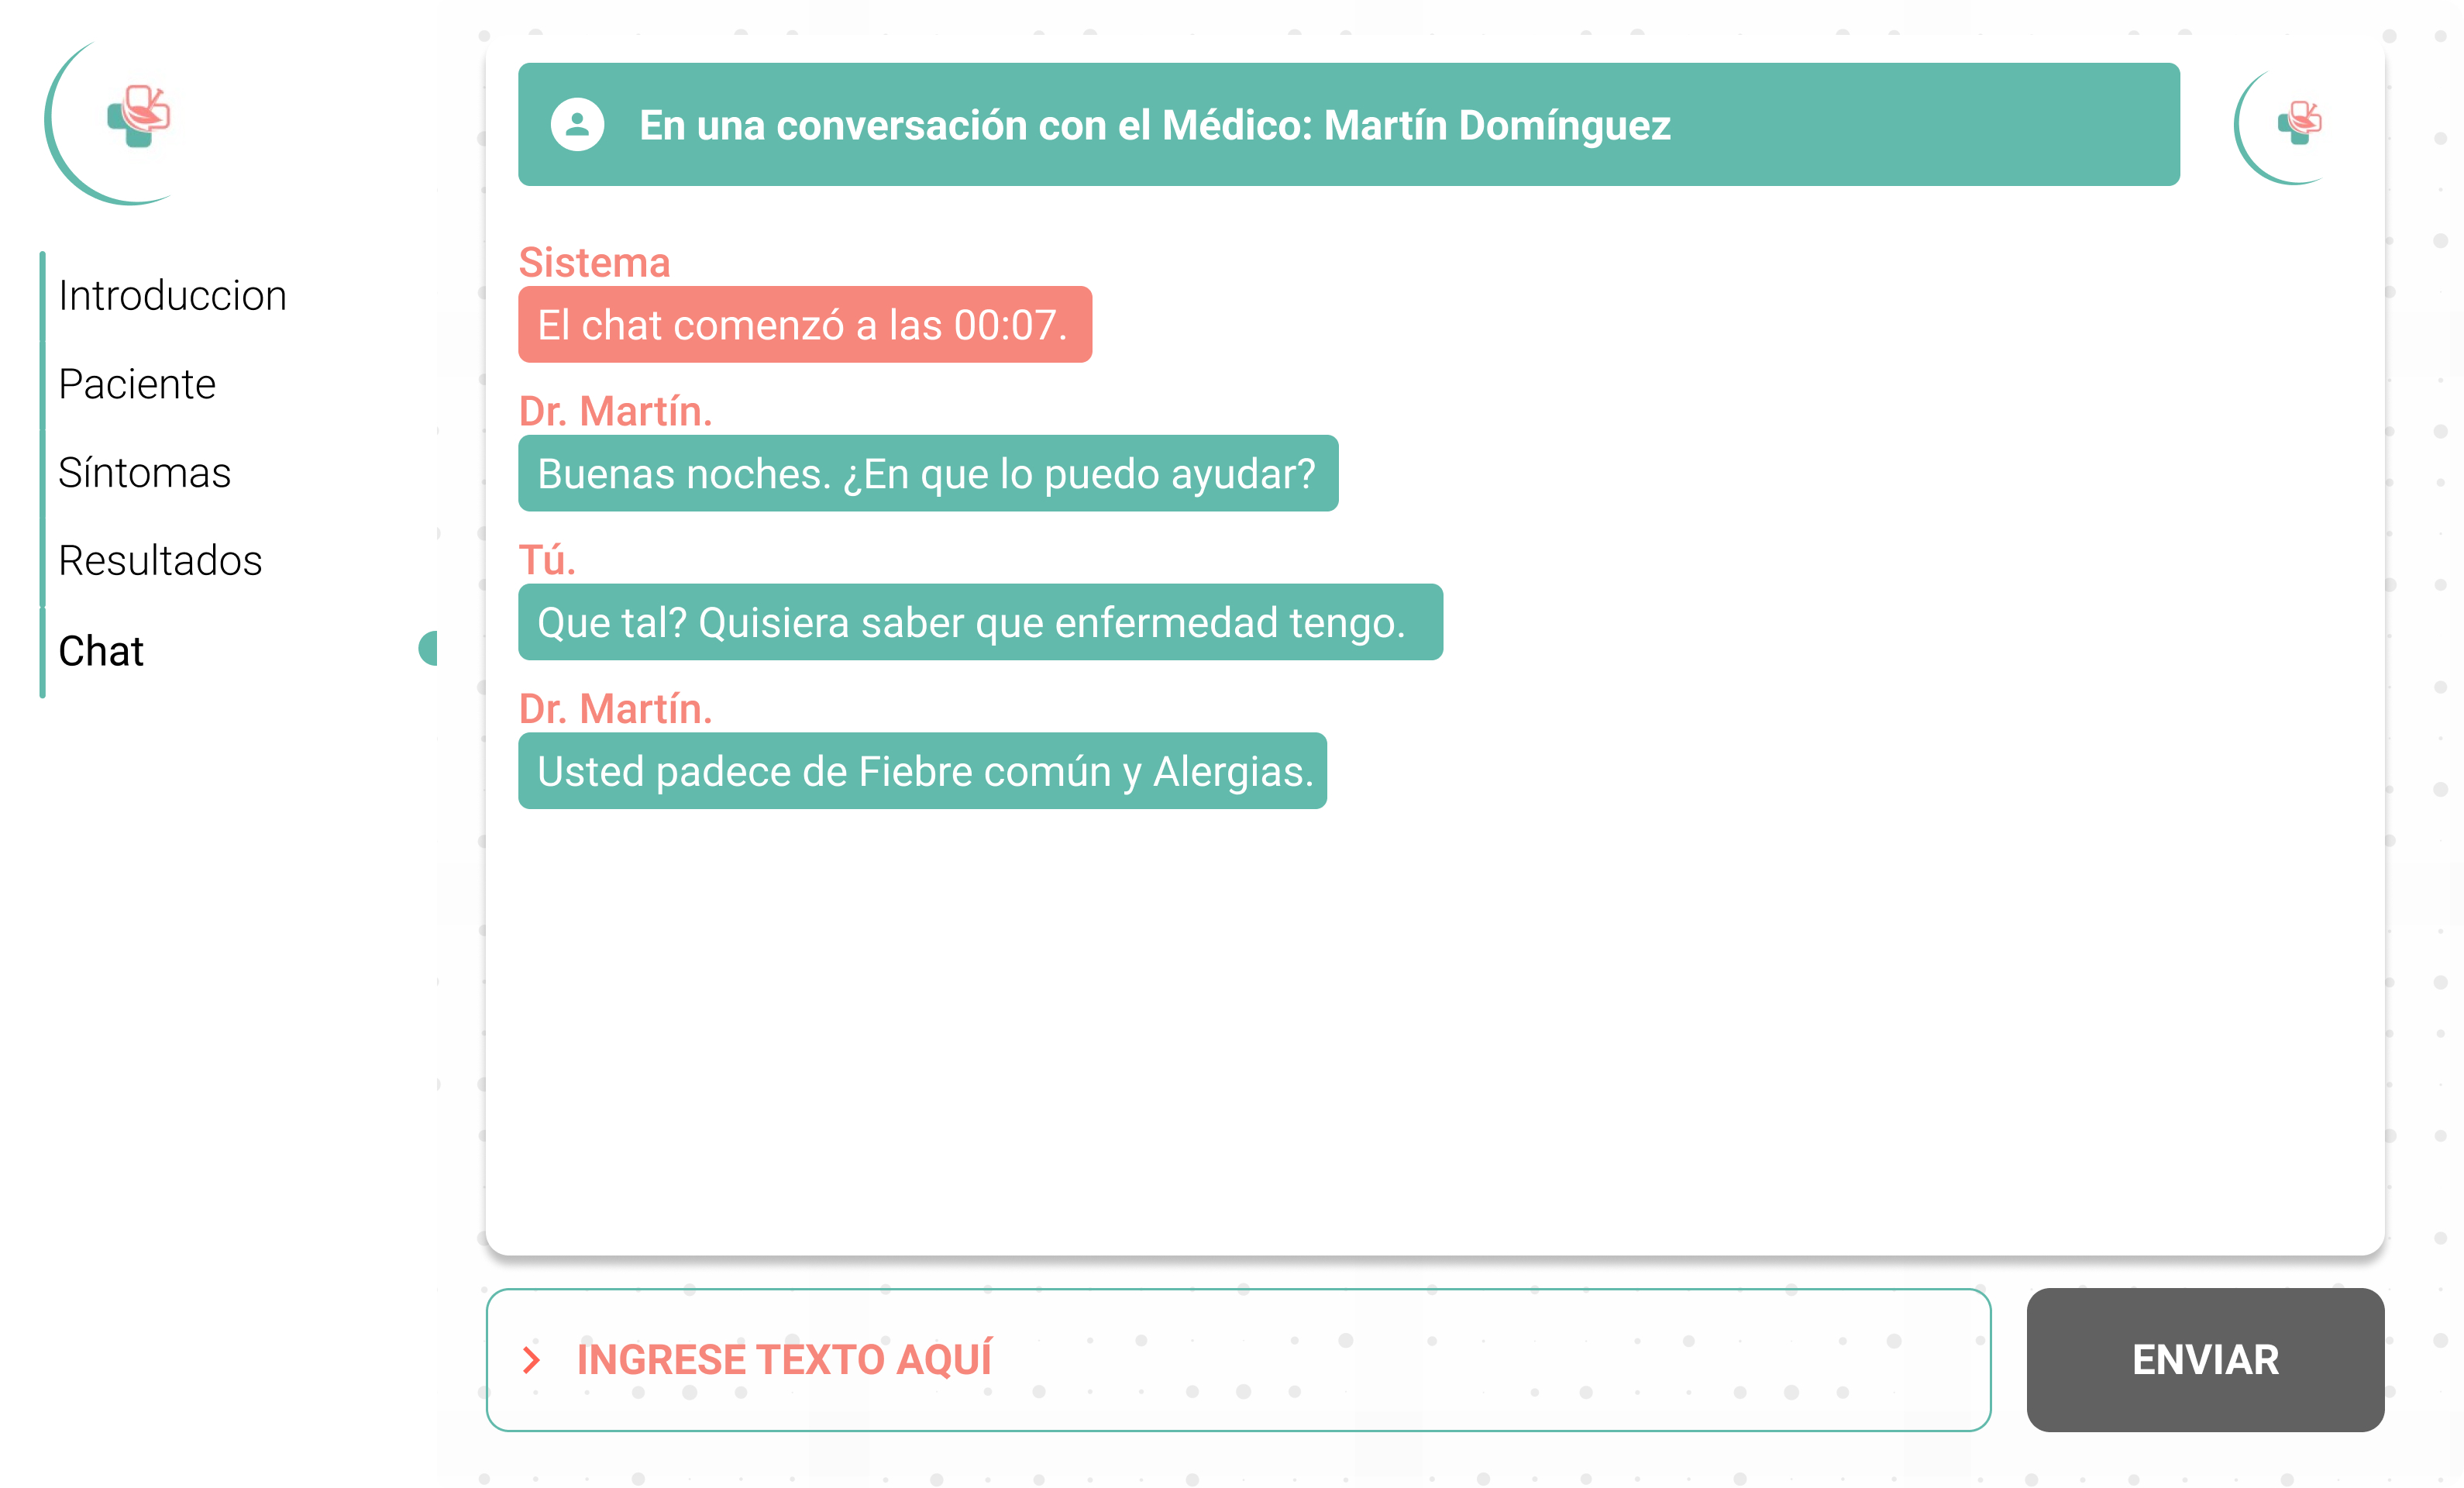 Introduccion
Paciente
Síntomas
Resultados
Chat
En una conversación con el Médico: Martín Domínguez
Sistema
El chat comenzó a las 00:07.
Dr. Martín.
Buenas noches. ¿En que lo puedo ayudar?
Tú.
Que tal? Quisiera saber que enfermedad tengo.
Dr. Martín.
Usted padece de Fiebre común y Alergias.
INGRESE TEXTO AQUÍ
ENVIAR